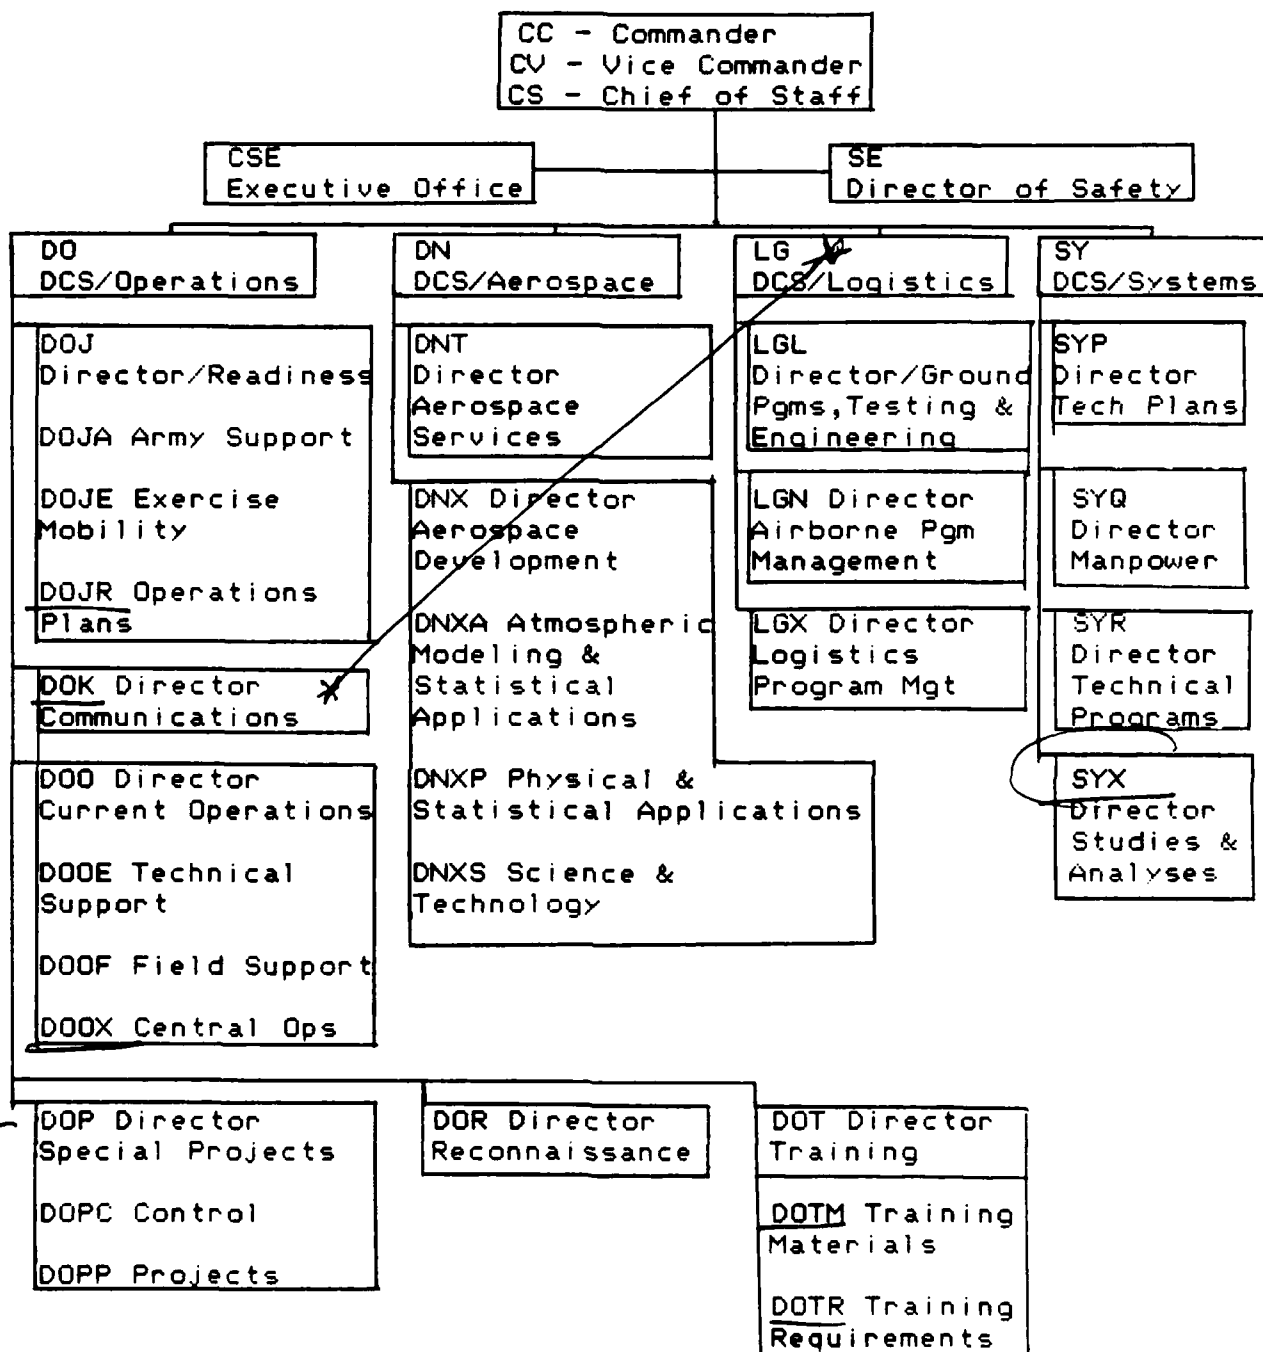 CC - Commander
CV - Vice Commander
CS - Chief of Staff
CSE
Executive Office
SE
Director of Safety
DO
DCS/Operations
DN
DCS/Aerospace
LG
DCS/Logistics
SY
DCS/Systems
DOJ
Director/Readiness
DOJA Army Support
DOJE Exercise
Mobility
DOJR Operations
Plans
DOK Director
Communications
DOO Director
Current Operations
DOOE Technical
Support
DOOF Field Support
DOOX Central Ops
DNT
Director
Aerospace
Services
DNX Director
Aerospace
Development
DNXA Atmospheric
Modeling &
Statistical
Applications
DNXP Physical &
Statistical Applications
DNXS Science &
Technology
LGL
Director/Ground
Pgms,Testing &
Engineering
LGN Director
Airborne Pgm
Management
LGX Director
Logistics
Program Mgt
SYP
Director
Tech Plans
SYQ
Director
Manpower
SYR
Director
Technical
Programs
SYX
Director
Studies &
Analyses
DOP Director
Special Projects
DOPC Control
DOPP Projects
DOR Director
Reconnaissance
DOT Director
Training
DOTM Training
Materials
DOTR Training
Requirements